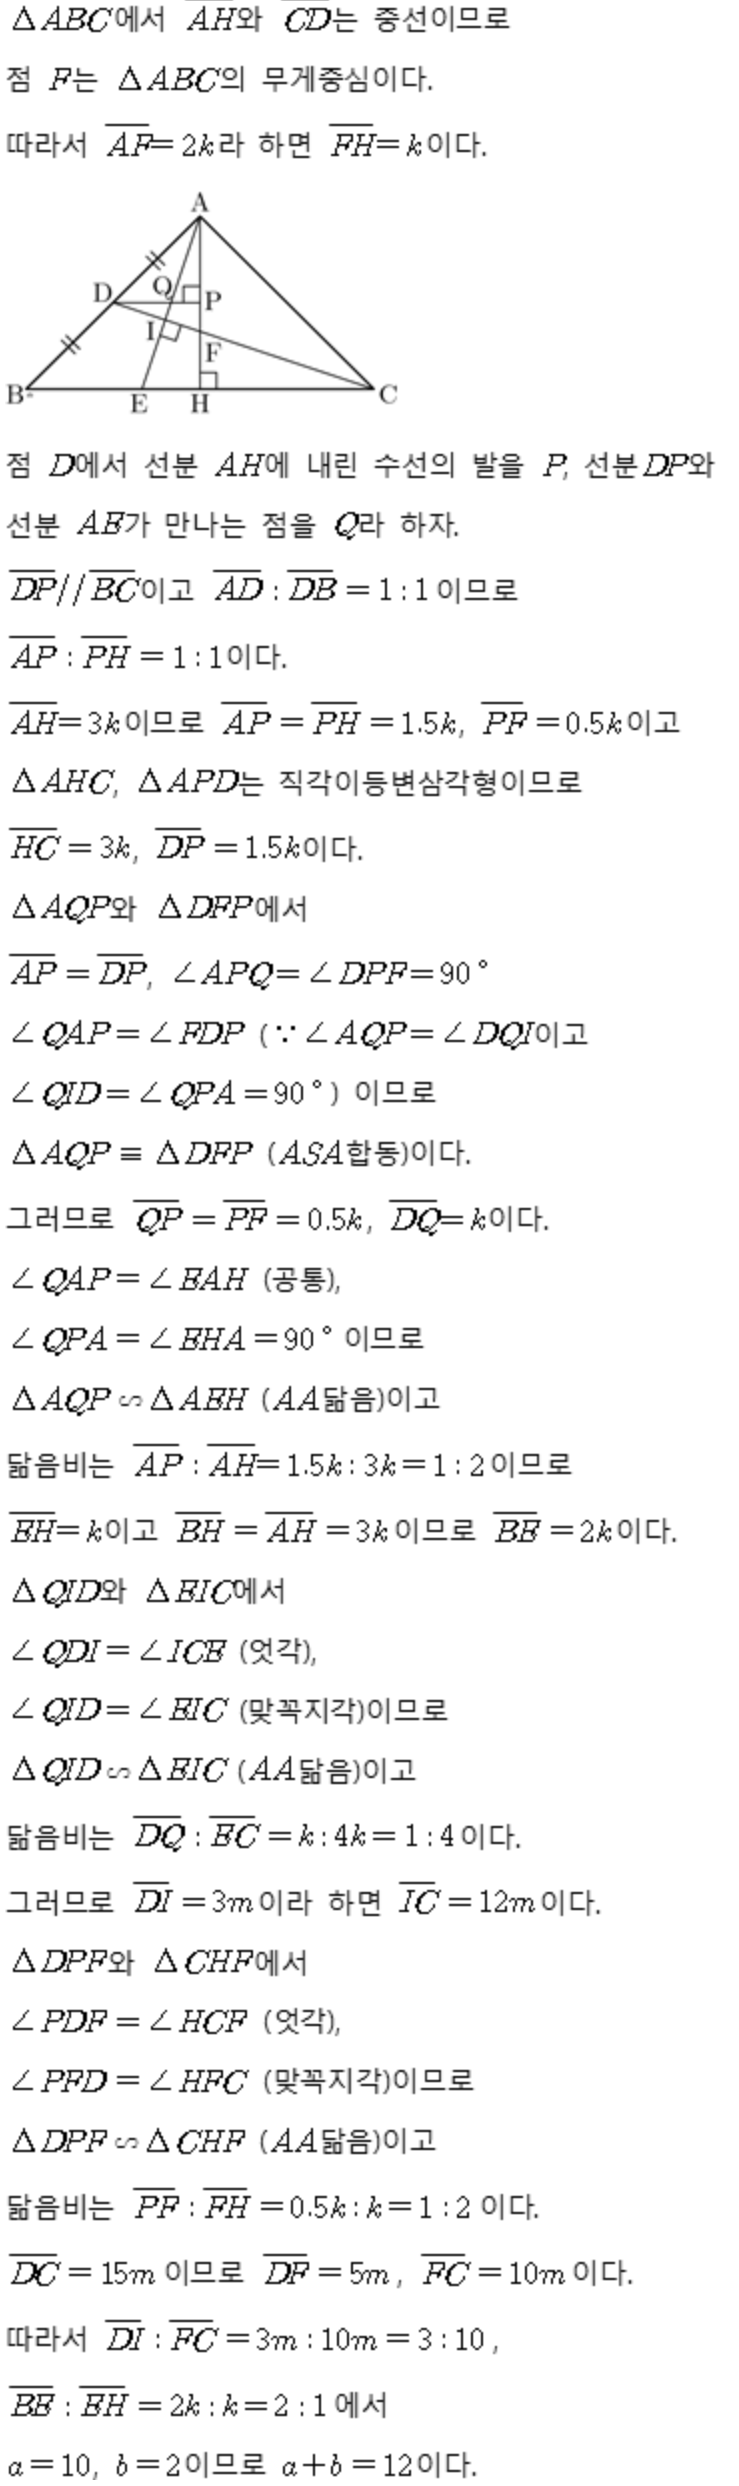 △ABC에서 AH와 CD는 중선이므로
점 F는 △ABC의 무게중심이다.
따라서 AF=2k라 하면 FH=k이다.
A
D
Q
P
I
F
B
E
H
C
점 D에서 선분 AH에 내린 수선의 발을 P, 선분DP와
선분 AE가 만나는 점을 Q라 하자.
DP//BC이고 AD:DB=1:1이므로
AP:PH=1:1이다.
AH=3k이므로 AP=PH=1.5k, PF=0.5k이고
△AHC, △APD는 직각이등변삼각형이므로
HC=3k, DP=1.5k이다.
△AQP와 △DFP에서
AP=DP, ∠APQ=∠DPF=90°
∠QAP=∠FDP (∵∠AQP=∠DQI이고
∠QID=∠QPA=90°) 이므로
△AQP≡△DFP (ASA합동)이다.
그러므로 QP=PF=0.5k, DQ=k이다.
∠QAP=∠EAH (공통),
∠QPA=∠EHA=90° 이므로
△AQP∽△AEH (AA닮음)이고
닮음비는 AP:AH=1.5k:3k=1:2이므로
EH=k이고 BH=AH=3k이므로 BE=2k이다.
△QID와 △EIC에서
∠QDI=∠ICE (엇각),
∠QID=∠EIC (맞꼭지각)이므로
△QID∽△EIC (AA닮음)이고
닮음비는 DQ:EC=k:4k=1:4이다.
그러므로 DI=3m이라 하면 IC=12m이다.
△DPF와 △CHF에서
∠PDF=∠HCF (엇각),
∠PFD=∠HFC (맞꼭지각)이므로
△DPF∽△CHF (AA닮음)이고
닮음비는 PF:FH=0.5k:k=1:2 이다.
DC=15m 이므로 DF=5m, FC=10m이다.
따라서 DI:FC=3m:10m=3:10,
BE:EH=2k:k=2:1에서
a=10, b=2이므로 a+b=12이다.